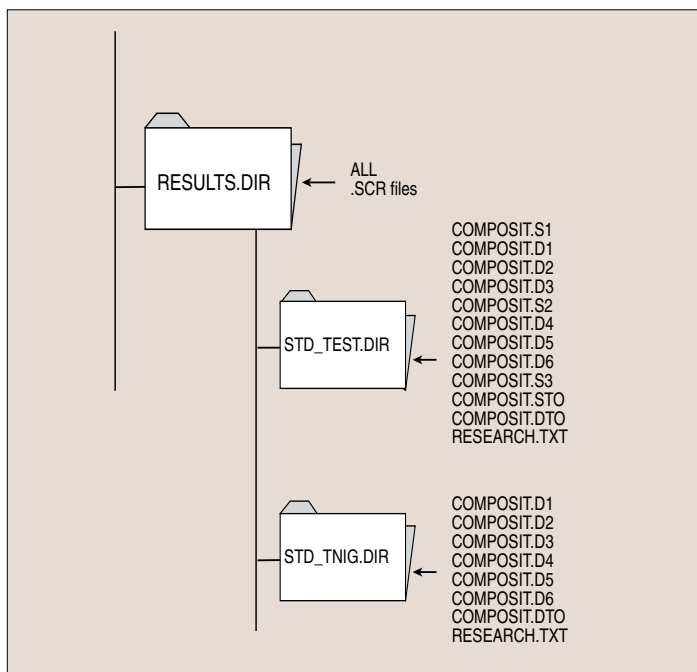 RESULTS.DIR
ALL
.SCR files
STD_TEST.DIR
COMPOSIT.S1
COMPOSIT.D1
COMPOSIT.D2
COMPOSIT.D3
COMPOSIT.S2
COMPOSIT.D4
COMPOSIT.D5
COMPOSIT.D6
COMPOSIT.S3
COMPOSIT.STO
COMPOSIT.DTO
RESEARCH.TXT
STD_TNIG.DIR
COMPOSIT.D1
COMPOSIT.D2
COMPOSIT.D3
COMPOSIT.D4
COMPOSIT.D5
COMPOSIT.D6
COMPOSIT.DTO
RESEARCH.TXT